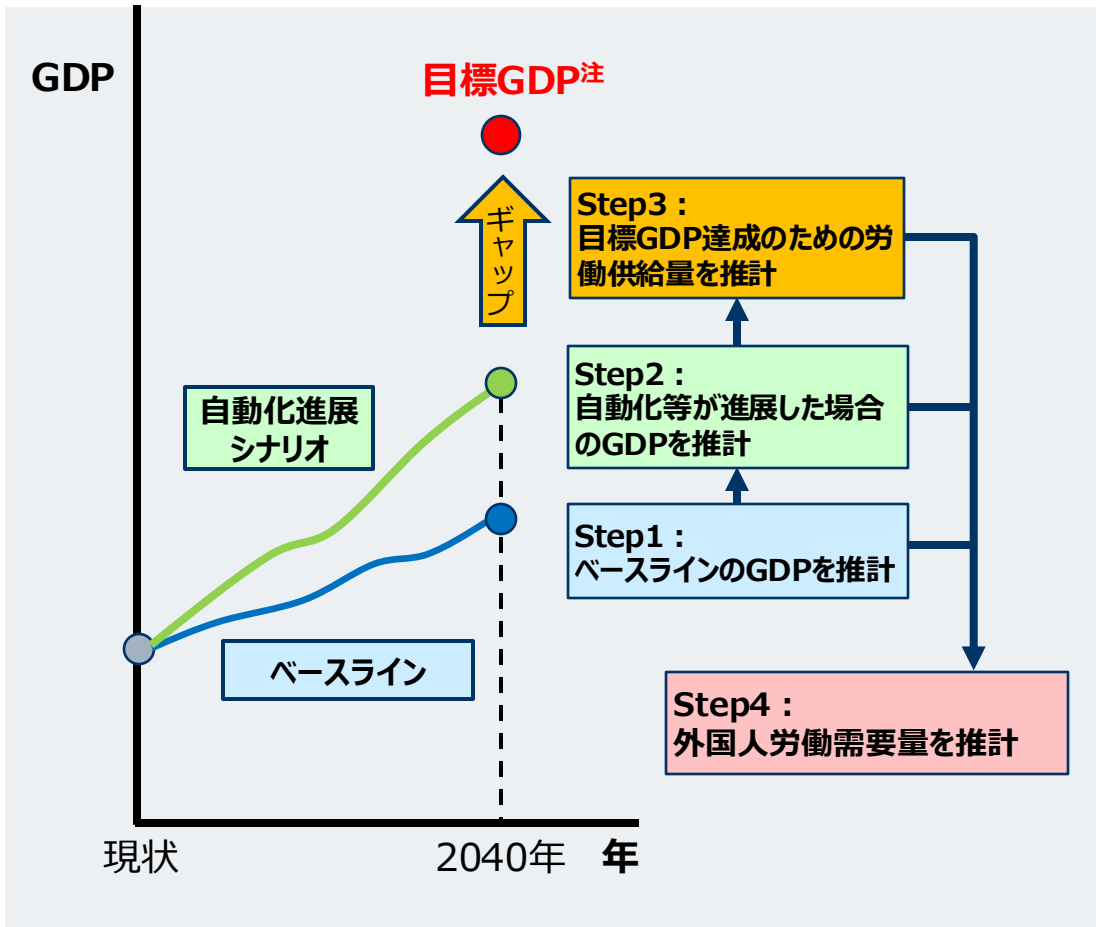 GDP
目標GDP注
ギャップ
Step3：
目標GDP達成のための労
働供給量を推計
自動化進展
シナリオ
Step2：
自動化等が進展した場合
のGDPを推計
Step1：
ベースラインのGDPを推計
ベースライン
Step4：
外国人労働需要量を推計
現状
2040年
年